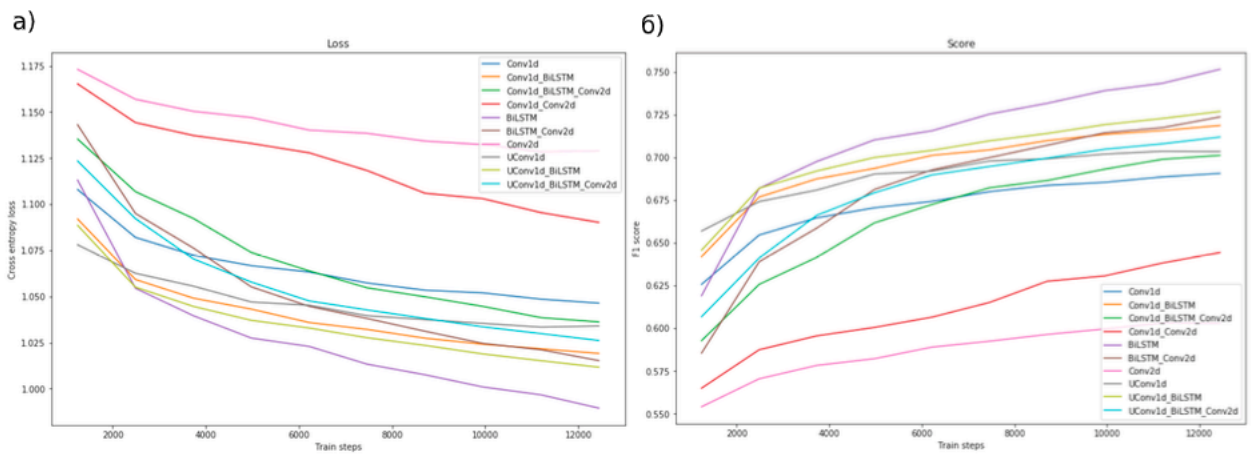 а)
б)
Loss
1.175
1.150
1.125
1.100
1.075
1.050
1.025
1.000
Cross entropy loss
2000
4000
6000
8000
10000
12000
Train steps
Conv1d
Conv1d_BiLSTM
Conv1d_BiLSTM_Conv2d
Conv1d_Conv2d
BiLSTM
BiLSTM_Conv2d
Conv2d
UConv1d
UConv1d_BiLSTM
UConv1d_BiLSTM_Conv2d
Score
0.750
0.725
0.700
0.675
0.650
0.625
0.600
0.575
0.550
F1 score
2000
4000
6000
8000
10000
12000
Train steps
Conv1d
Conv1d_BiLSTM
Conv1d_BiLSTM_Conv2d
Conv1d_Conv2d
BiLSTM
BiLSTM_Conv2d
Conv2d
UConv1d
UConv1d_BiLSTM
UConv1d_BiLSTM_Conv2d